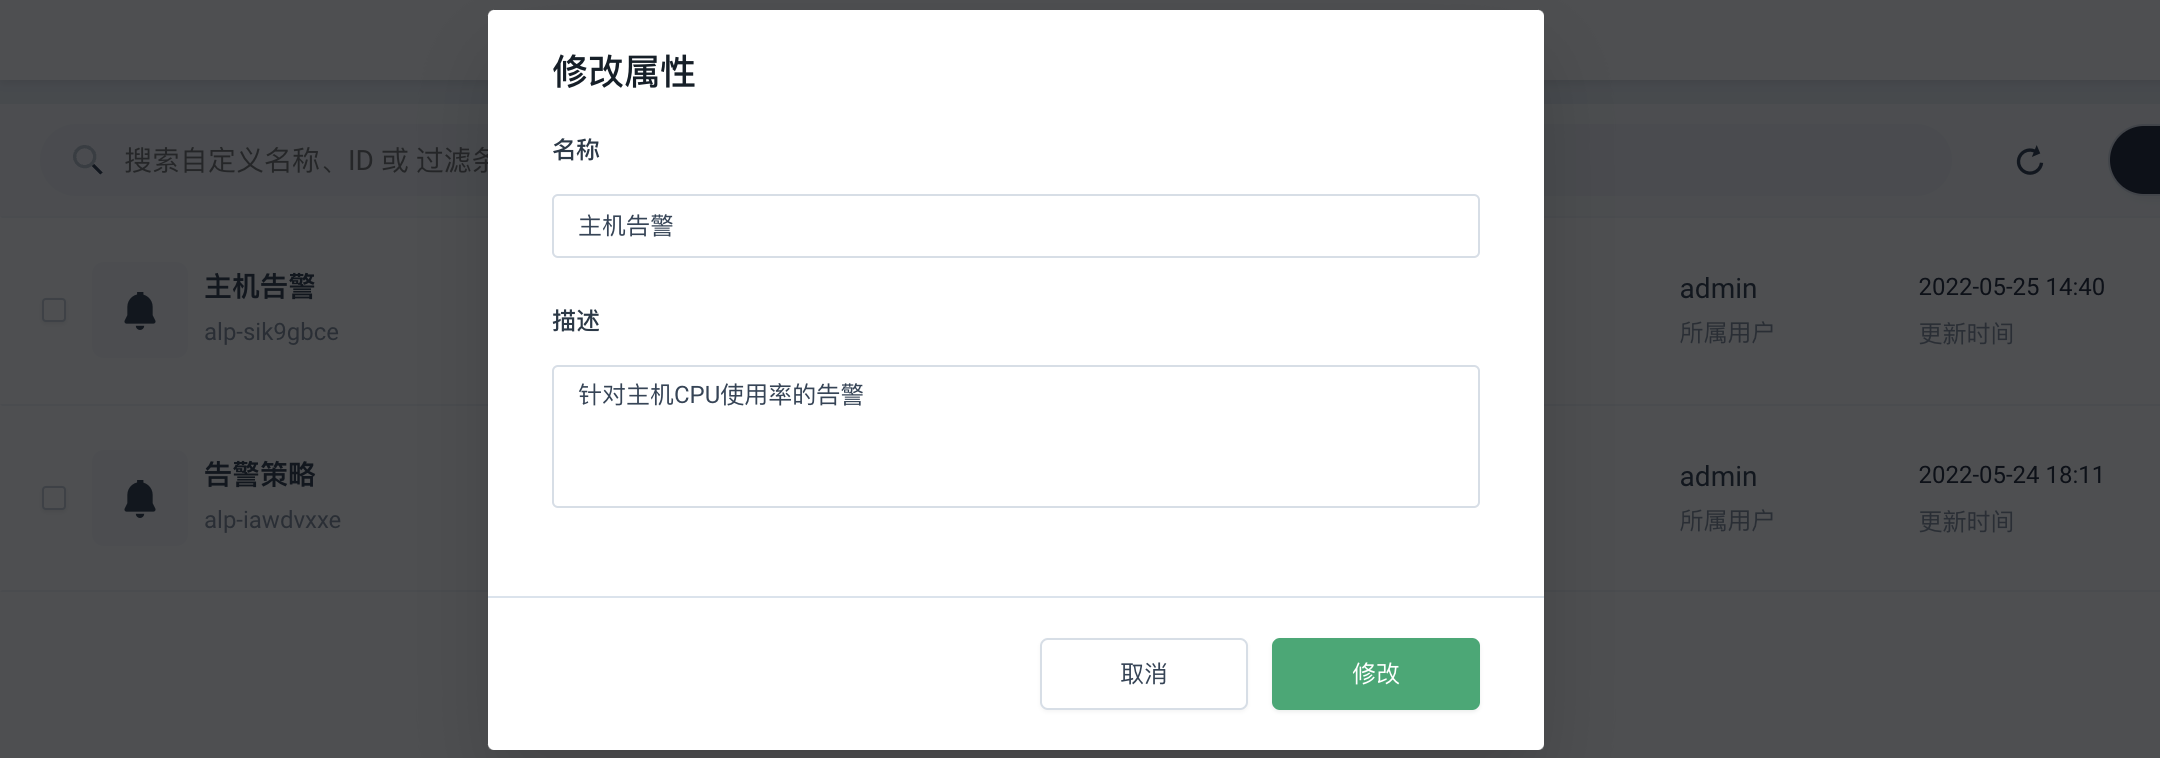 修改属性
名称
主机告警
描述
针对主机CPU使用率的告警
取消
修改
搜索自定义名称、ID 或 过滤条
主机告警
alp-sik9gbce
admin
所属用户
2022-05-25 14:40
更新时间
告警策略
alp-iawdvxxe
admin
所属用户
2022-05-24 18:11
更新时间